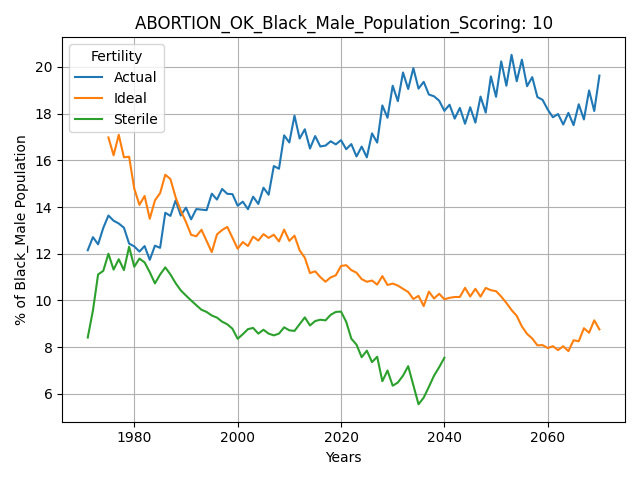 ABORTION_OK_Black_Male_Population_Scoring: 10
Fertility
Actual
Ideal
Sterile
% of Black_Male Population
20
18
16
14
12
10
8
6
1980 2000 2020 2040 2060
Years